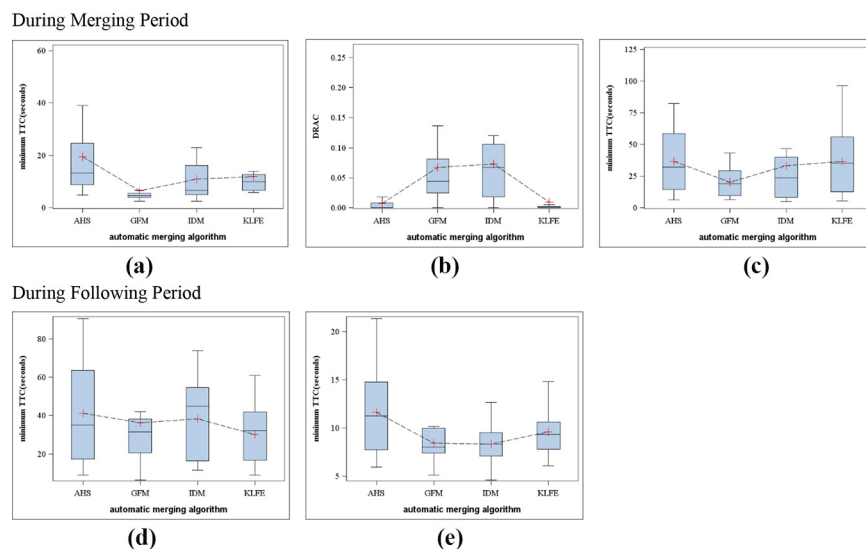 During Merging Period
minimum TTC(seconds)
60
40
20
0
AHS GFM IDM KLFE
automatic merging algorithm
(a)
DRAC
0.25
0.20
0.15
0.10
0.05
0.00
AHS GFM IDM KLFE
automatic merging algorithm
(b)
minimum TTC(seconds)
125
100
75
50
25
0
AHS GFM IDM KLFE
automatic merging algorithm
(c)
During Following Period
minimum TTC(seconds)
80
60
40
20
AHS GFM IDM KLFE
automatic merging algorithm
(d)
minimum TTC(seconds)
20
15
10
5
AHS GFM IDM KLFE
automatic merging algorithm
(e)